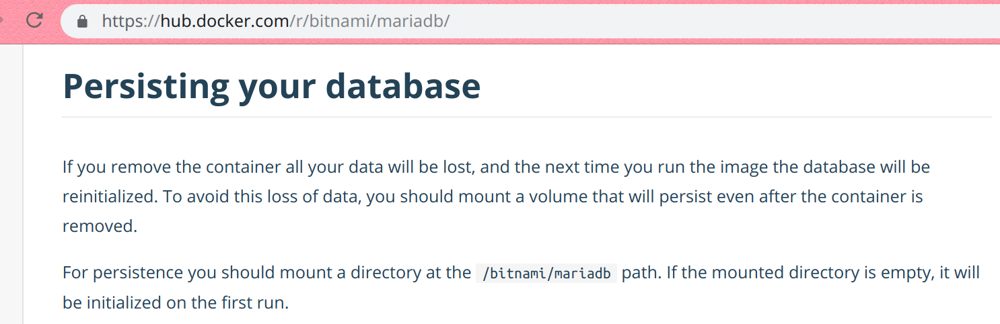 https://hub.docker.com/r/bitnami/mariadb/
Persisting your database
If you remove the container all your data will be lost, and the next time you run the image the database will be
reinitialized. To avoid this loss of data, you should mount a volume that will persist even after the container is
removed.
For persistence you should mount a directory at the /bitnami/mariadb path. If the mounted directory is empty, it will
be initialized on the first run.